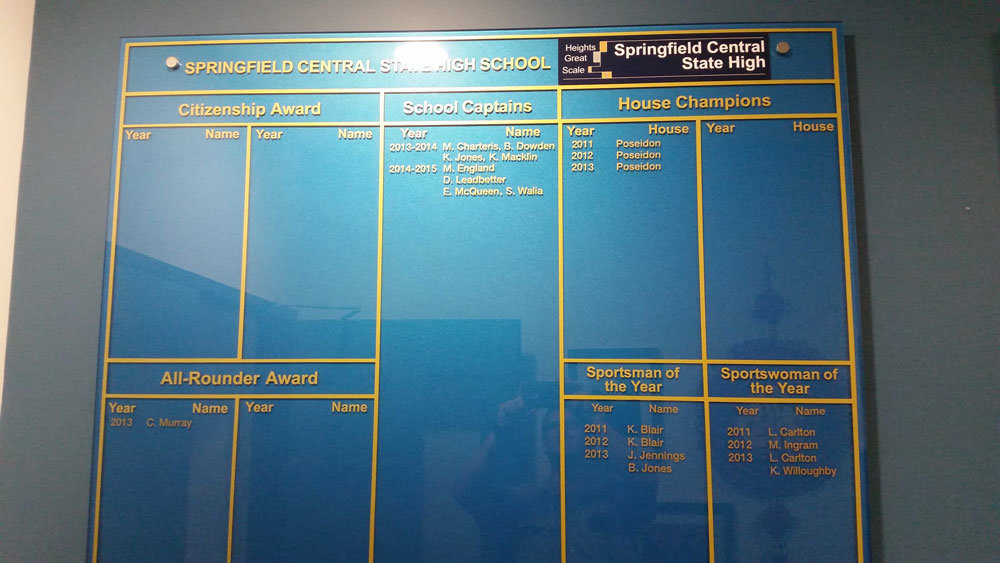 SPRINGFIELD CENTRAL STATE HIGH SCHOOL
Heights
Great
Scale
Springfield Central
State High
Citizenship Award
Year Name Year Name
School Captains
Year Name
2013-2014 M. Charteris, B. Dowden
K. Jones, K. Macklin
2014-2015 M. England
D. Leadbetter
E. McQueen, S. Walia
House Champions
Year House Year House
2011 Poseidon
2012 Poseidon
2013 Poseidon
All-Rounder Award
Year Name Year Name
2013 C. Murray
Sportsman of
the Year
Year Name
2011 K. Blair
2012 K. Blair
2013 J. Jennings
B. Jones
Sportswoman of
the Year
Year Name
2011 L. Carlton
2012 M. Ingram
2013 L. Carlton
K. Willoughby